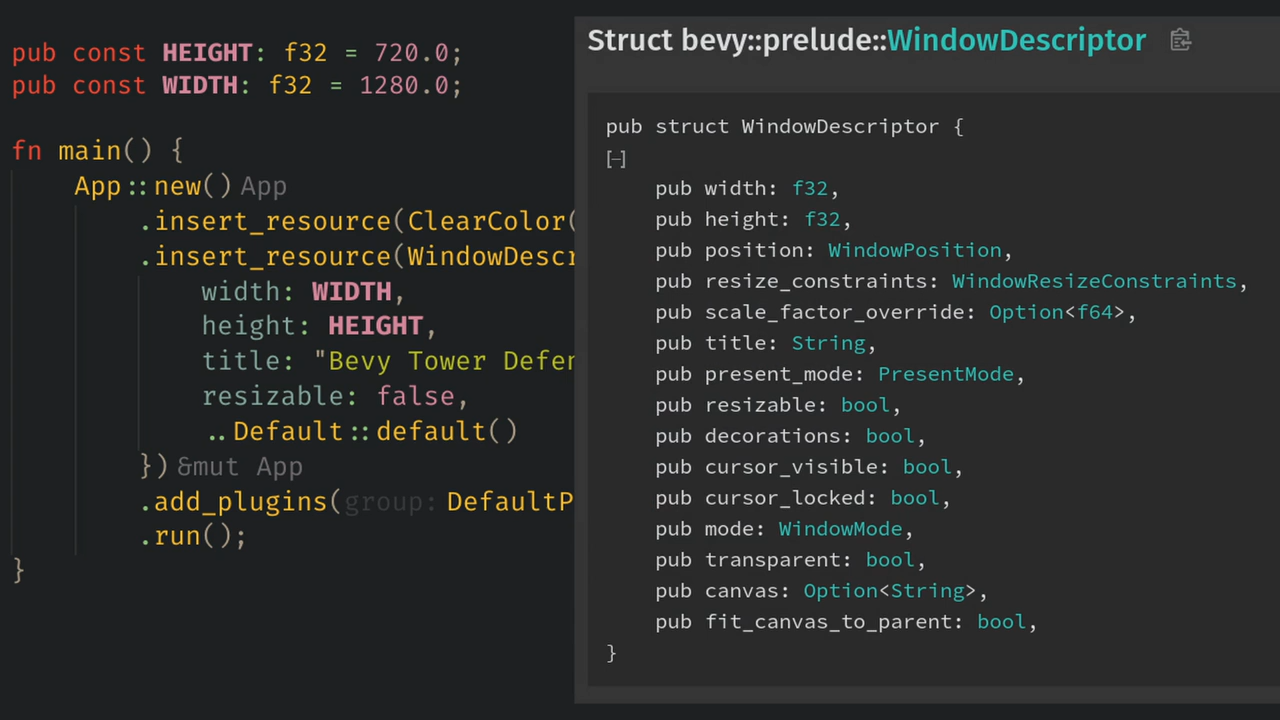 pub const HEIGHT: f32 = 720.0;
pub const WIDTH: f32 = 1280.0;
fn main() {
App::new() App
.insert_resource(ClearColor(
.insert_resource(WindowDescr
width: WIDTH,
height: HEIGHT,
title: "Bevy Tower Defen
resizable: false,
..Default::default()
}) &mut App
.add_plugins(group: DefaultP
.run();
}
Struct bevy::prelude::WindowDescriptor
pub struct WindowDescriptor {
[−]
pub width: f32,
pub height: f32,
pub position: WindowPosition,
pub resize_constraints: WindowResizeConstraints,
pub scale_factor_override: Option<f64>,
pub title: String,
pub present_mode: PresentMode,
pub resizable: bool,
pub decorations: bool,
pub cursor_visible: bool,
pub cursor_locked: bool,
pub mode: WindowMode,
pub transparent: bool,
pub canvas: Option<String>,
pub fit_canvas_to_parent: bool,
}